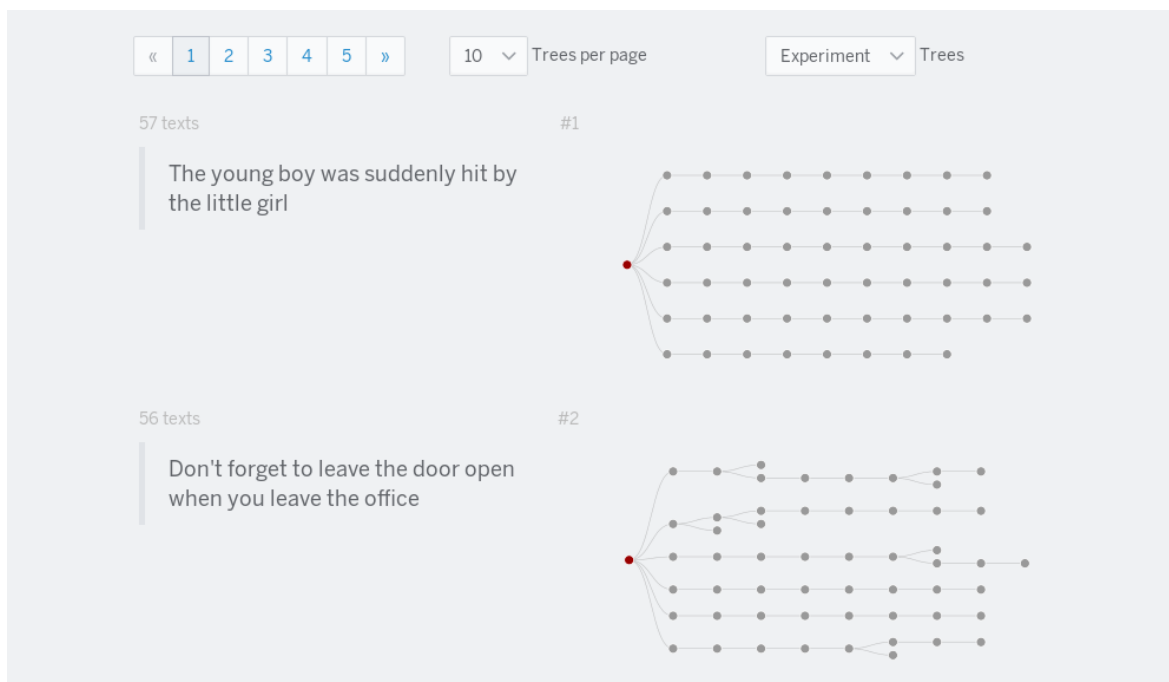 « 1 2 3 4 5 » 10 Trees per page Experiment Trees
57 texts #1
The young boy was suddenly hit by
the little girl
56 texts #2
Don't forget to leave the door open
when you leave the office